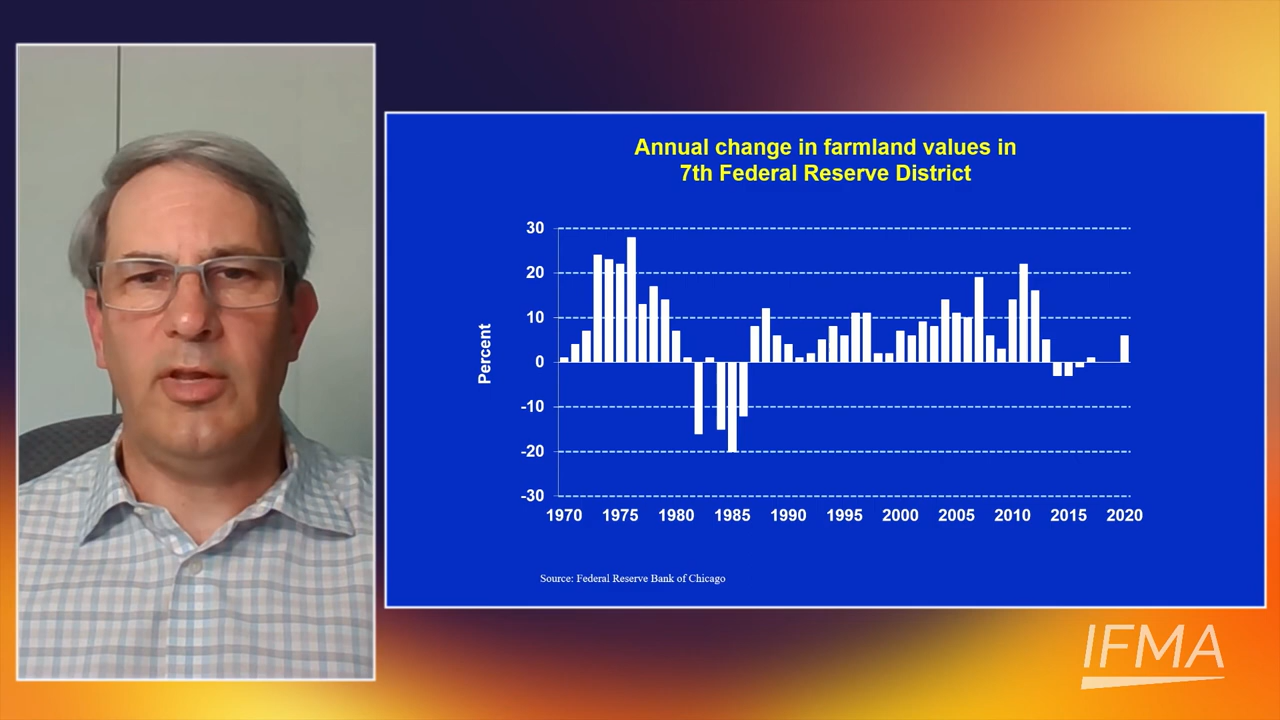 Annual change in farmland values in
7th Federal Reserve District
30
20
10
0
-10
-20
-30
Percent
1970 1975 1980 1985 1990 1995 2000 2005 2010 2015 2020
Source: Federal Reserve Bank of Chicago
IFMA